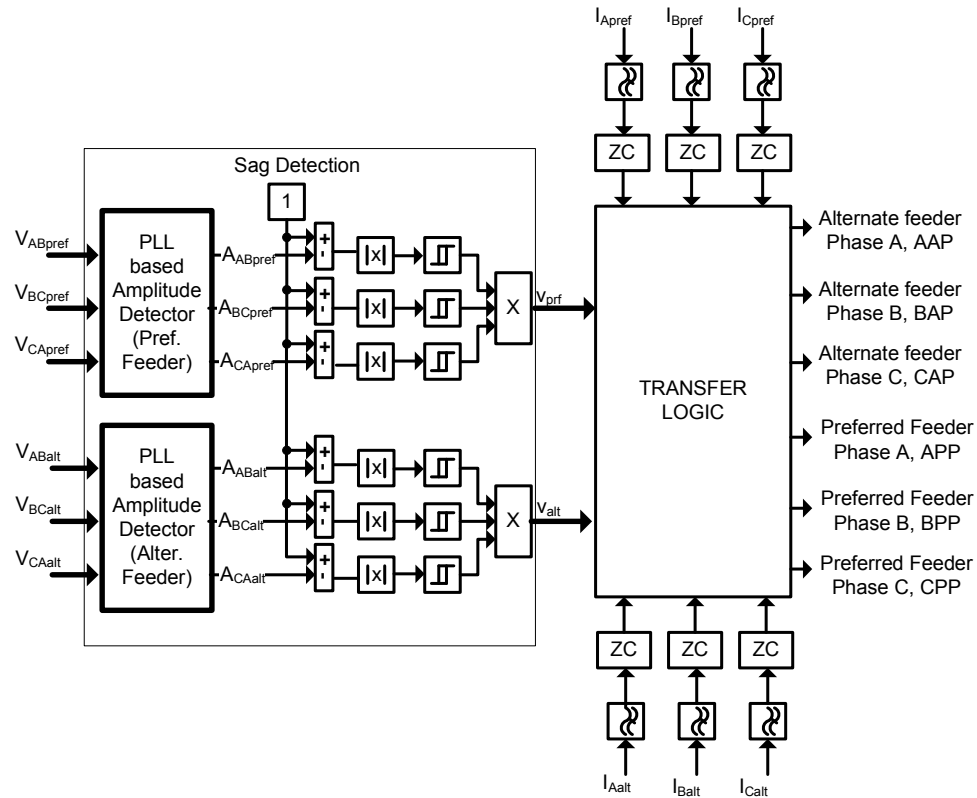 I_Apref
I_Bpref
I_Cpref
ZC
ZC
ZC
Sag Detection
1
V_ABpref
V_BCpref
V_CApref
PLL
based
Amplitude
Detector
(Pref.
Feeder)
A_ABpref
A_BCpref
A_CApref
+
-
|x|
+
-
|x|
+
-
|x|
X
v_prf
V_ABalt
V_BCalt
V_CAalt
PLL
based
Amplitude
Detector
(Alter.
Feeder)
A_ABalt
A_BCalt
A_CAalt
+
-
|x|
+
-
|x|
+
-
|x|
X
v_alt
TRANSFER
LOGIC
Alternate feeder
Phase A, AAP
Alternate feeder
Phase B, BAP
Alternate feeder
Phase C, CAP
Preferred Feeder
Phase A, APP
Preferred Feeder
Phase B, BPP
Preferred Feeder
Phase C, CPP
ZC
ZC
ZC
I_Aalt
I_Balt
I_Calt